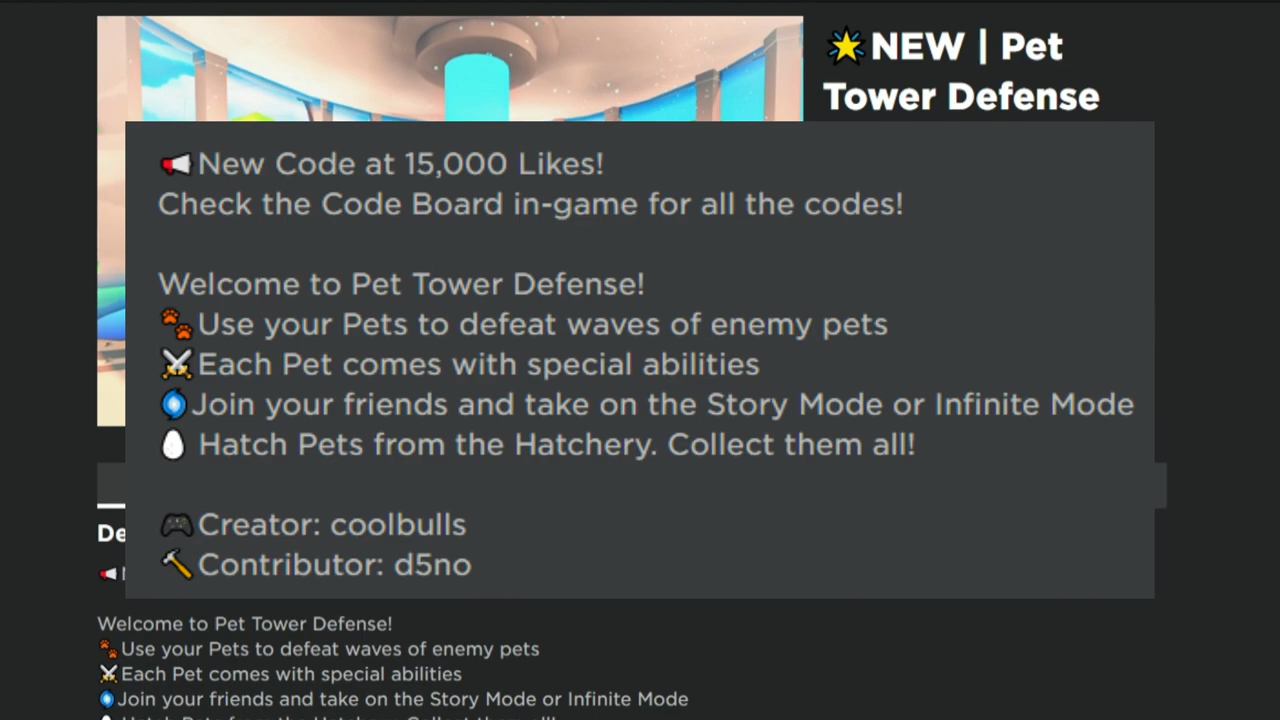 NEW | Pet
Tower Defense
New Code at 15,000 Likes!
Check the Code Board in-game for all the codes!
Welcome to Pet Tower Defense!
Use your Pets to defeat waves of enemy pets
Each Pet comes with special abilities
Join your friends and take on the Story Mode or Infinite Mode
Hatch Pets from the Hatchery. Collect them all!
Creator: coolbulls
Contributor: d5no
De
Welcome to Pet Tower Defense!
Use your Pets to defeat waves of enemy pets
Each Pet comes with special abilities
Join your friends and take on the Story Mode or Infinite Mode